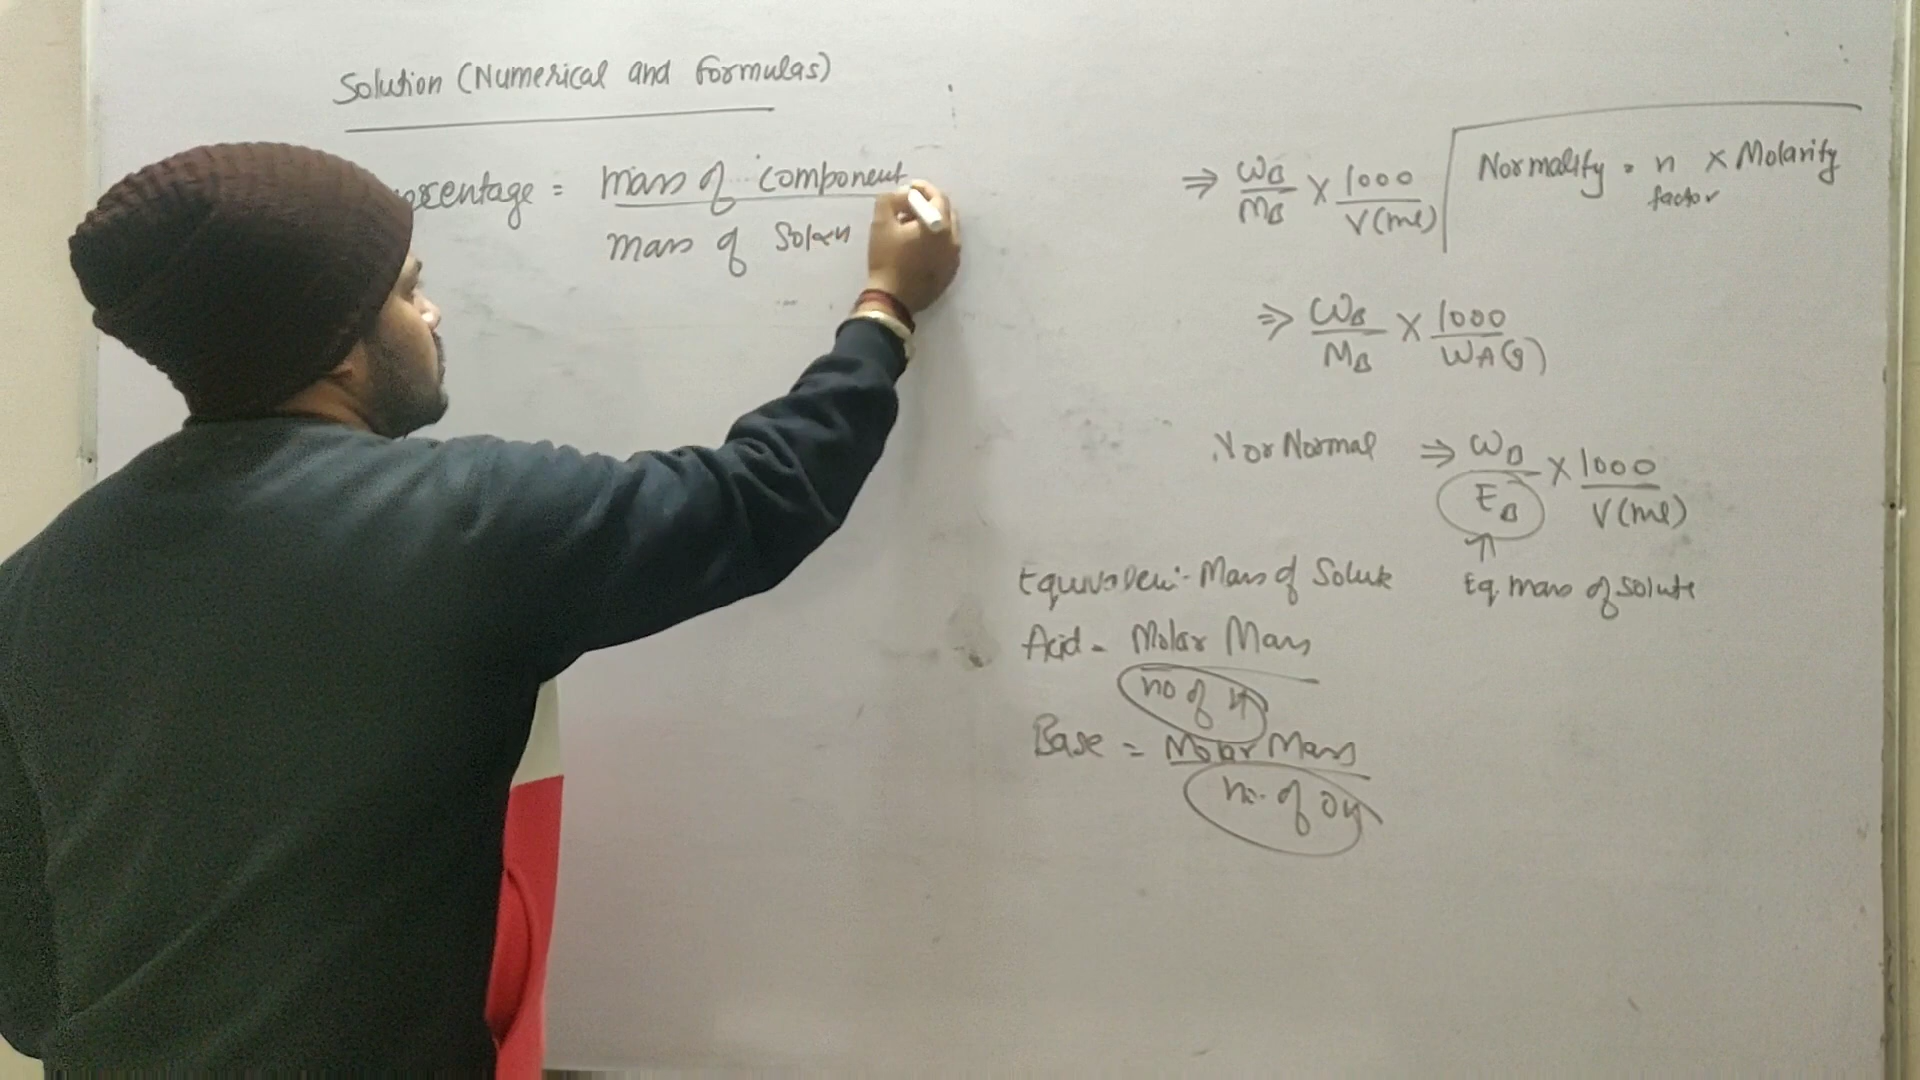 Solution (Numerical and formulas)
percentage = mass of component
mass of Soln
⇒ WB/MB × 1000/V(ml)
Normality = n factor × Molarity
⇒ WB/MB × 1000/WA(g)
N or Normal ⇒ WB/EB × 1000/V(ml)
Eq. mass of solute
Equivalent Mass of Solute
Acid = Molar Mass
no of H
Base = Molar Mass
no. of OH